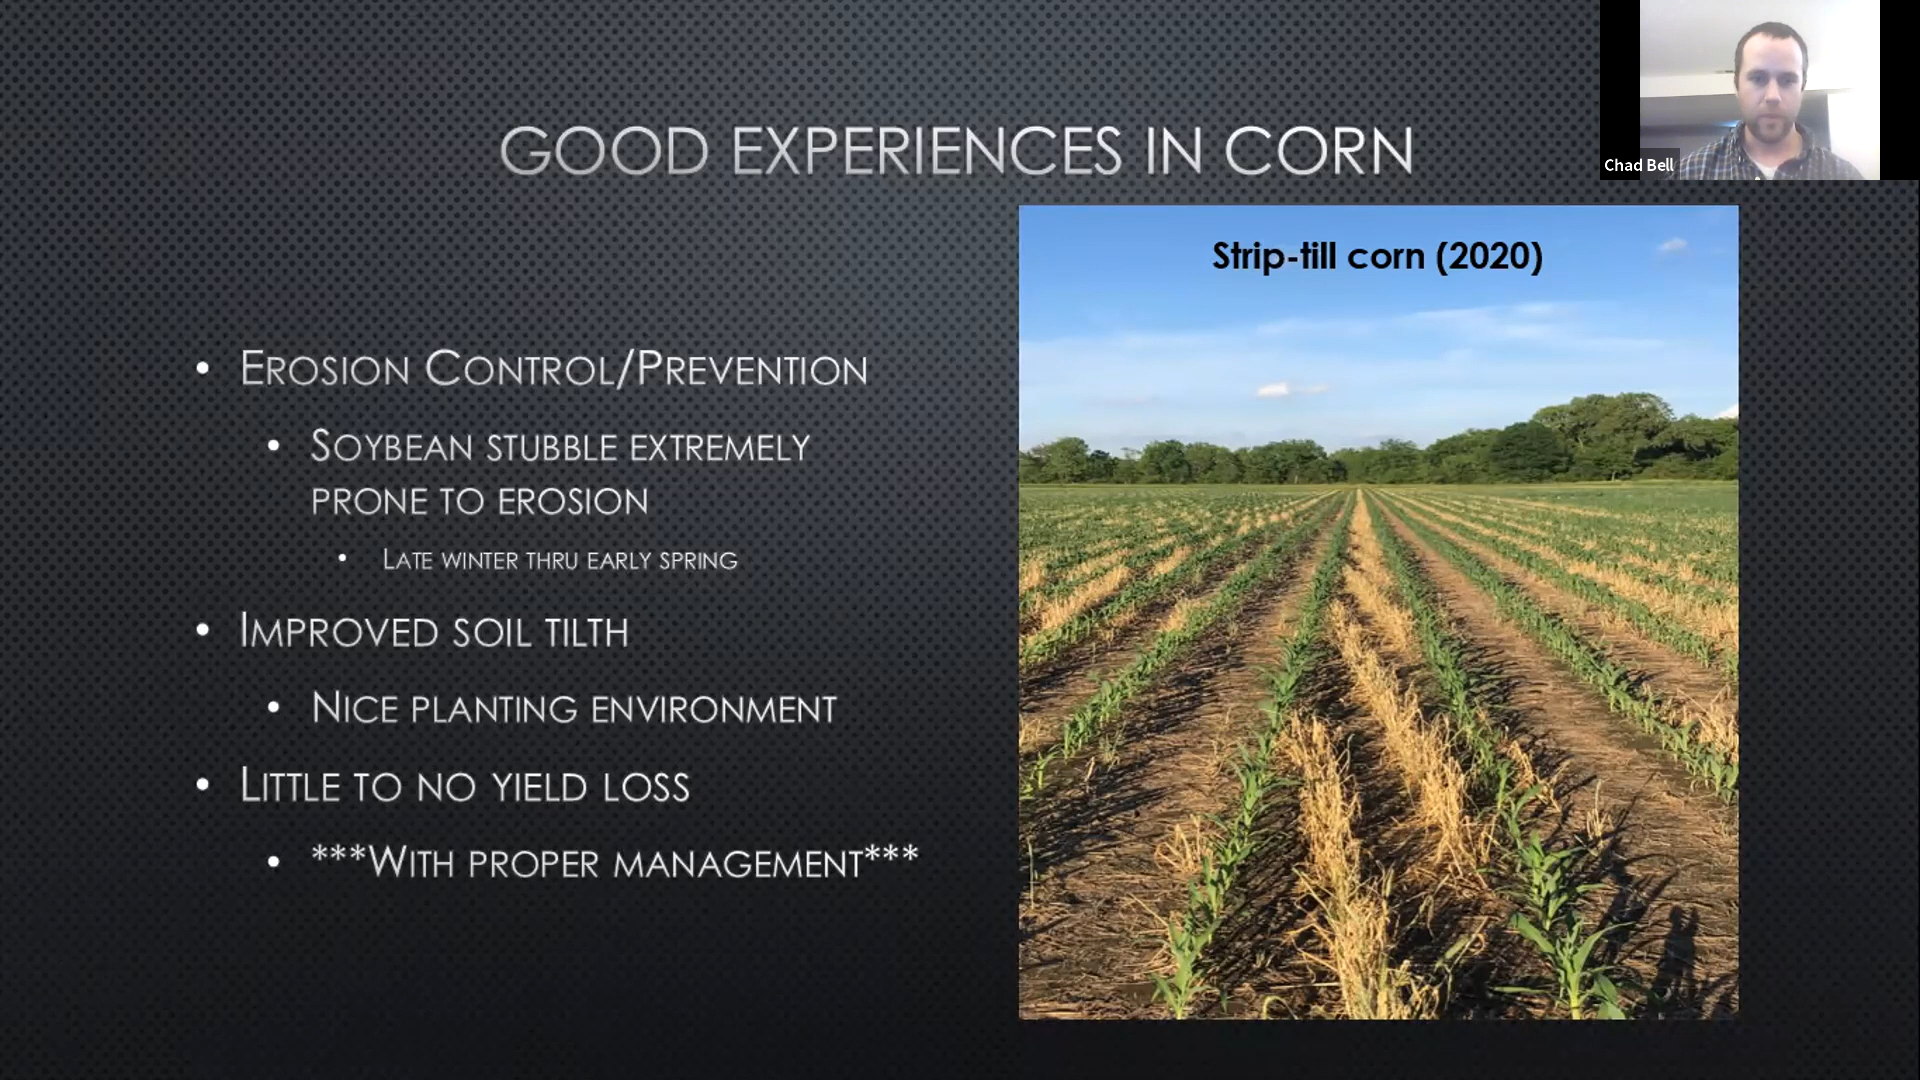 GOOD EXPERIENCES IN CORN
Chad Bell
Strip-till corn (2020)
• EROSION CONTROL/PREVENTION
• SOYBEAN STUBBLE EXTREMELY
PRONE TO EROSION
• LATE WINTER THRU EARLY SPRING
• IMPROVED SOIL TILTH
• NICE PLANTING ENVIRONMENT
• LITTLE TO NO YIELD LOSS
• ***WITH PROPER MANAGEMENT***